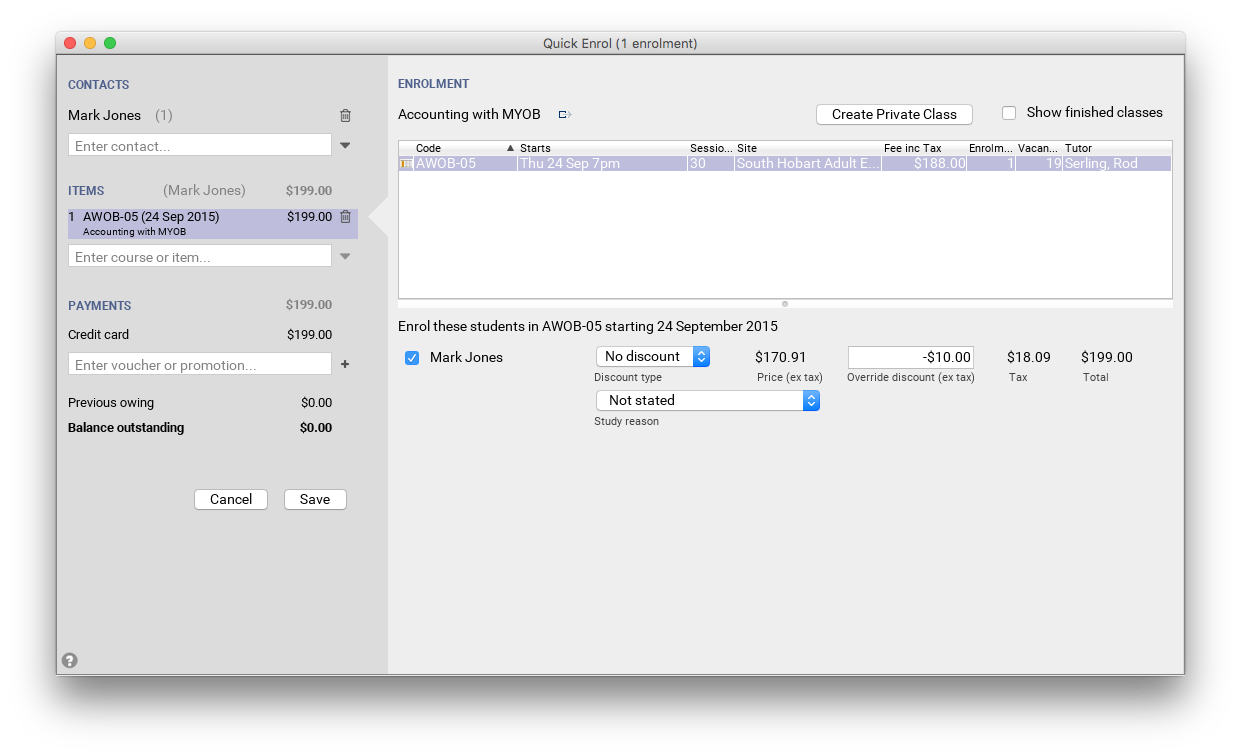 Quick Enrol (1 enrolment)
CONTACTS
Mark Jones (1)
Enter contact...
ITEMS (Mark Jones) $199.00
1 AWOB-05 (24 Sep 2015) $199.00
Accounting with MYOB
Enter course or item...
PAYMENTS $199.00
Credit card $199.00
Enter voucher or promotion...
+
Previous owing $0.00
Balance outstanding $0.00
Cancel Save
?
ENROLMENT
Accounting with MYOB Create Private Class Show finished classes
Code Starts Sessio... Site Fee inc Tax Enrolm... Vacan... Tutor
AWOB-05 Thu 24 Sep 7pm 30 South Hobart Adult E... $188.00 1 19 Serling, Rod
Enrol these students in AWOB-05 starting 24 September 2015
Mark Jones No discount $170.91 -$10.00 $18.09 $199.00
Discount type Price (ex tax) Override discount (ex tax) Tax Total
Not stated
Study reason